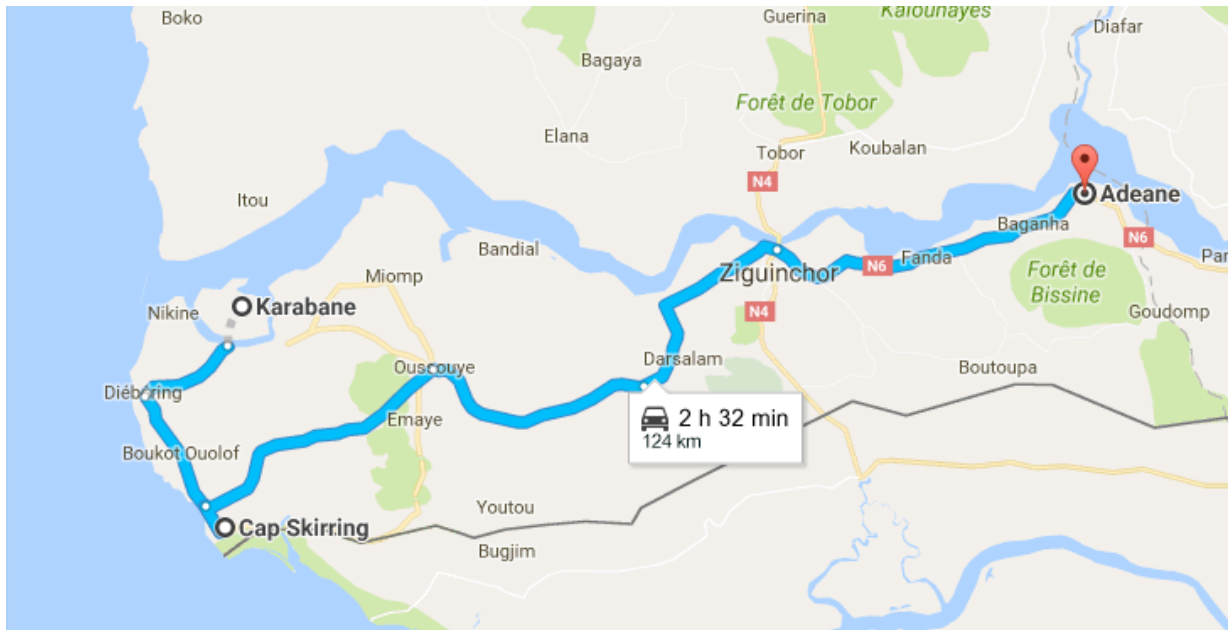 Boko
Guerina
Kalounayes
Diafar
Bagaya
Forêt de Tobor
Elana
Tobor
Koubalan
N4
Adeane
Itou
Baganha
N6
Bandial
Ziguinchor
N6
Fanda
Par
Miomp
Forêt de
Bissine
Karabane
Nikine
N4
Goudomp
Ouscouye
Darsalam
Boutoupa
Diébéring
Emaye
2 h 32 min
124 km
Boukot Ouolof
Youtou
Cap Skirring
Bugjim